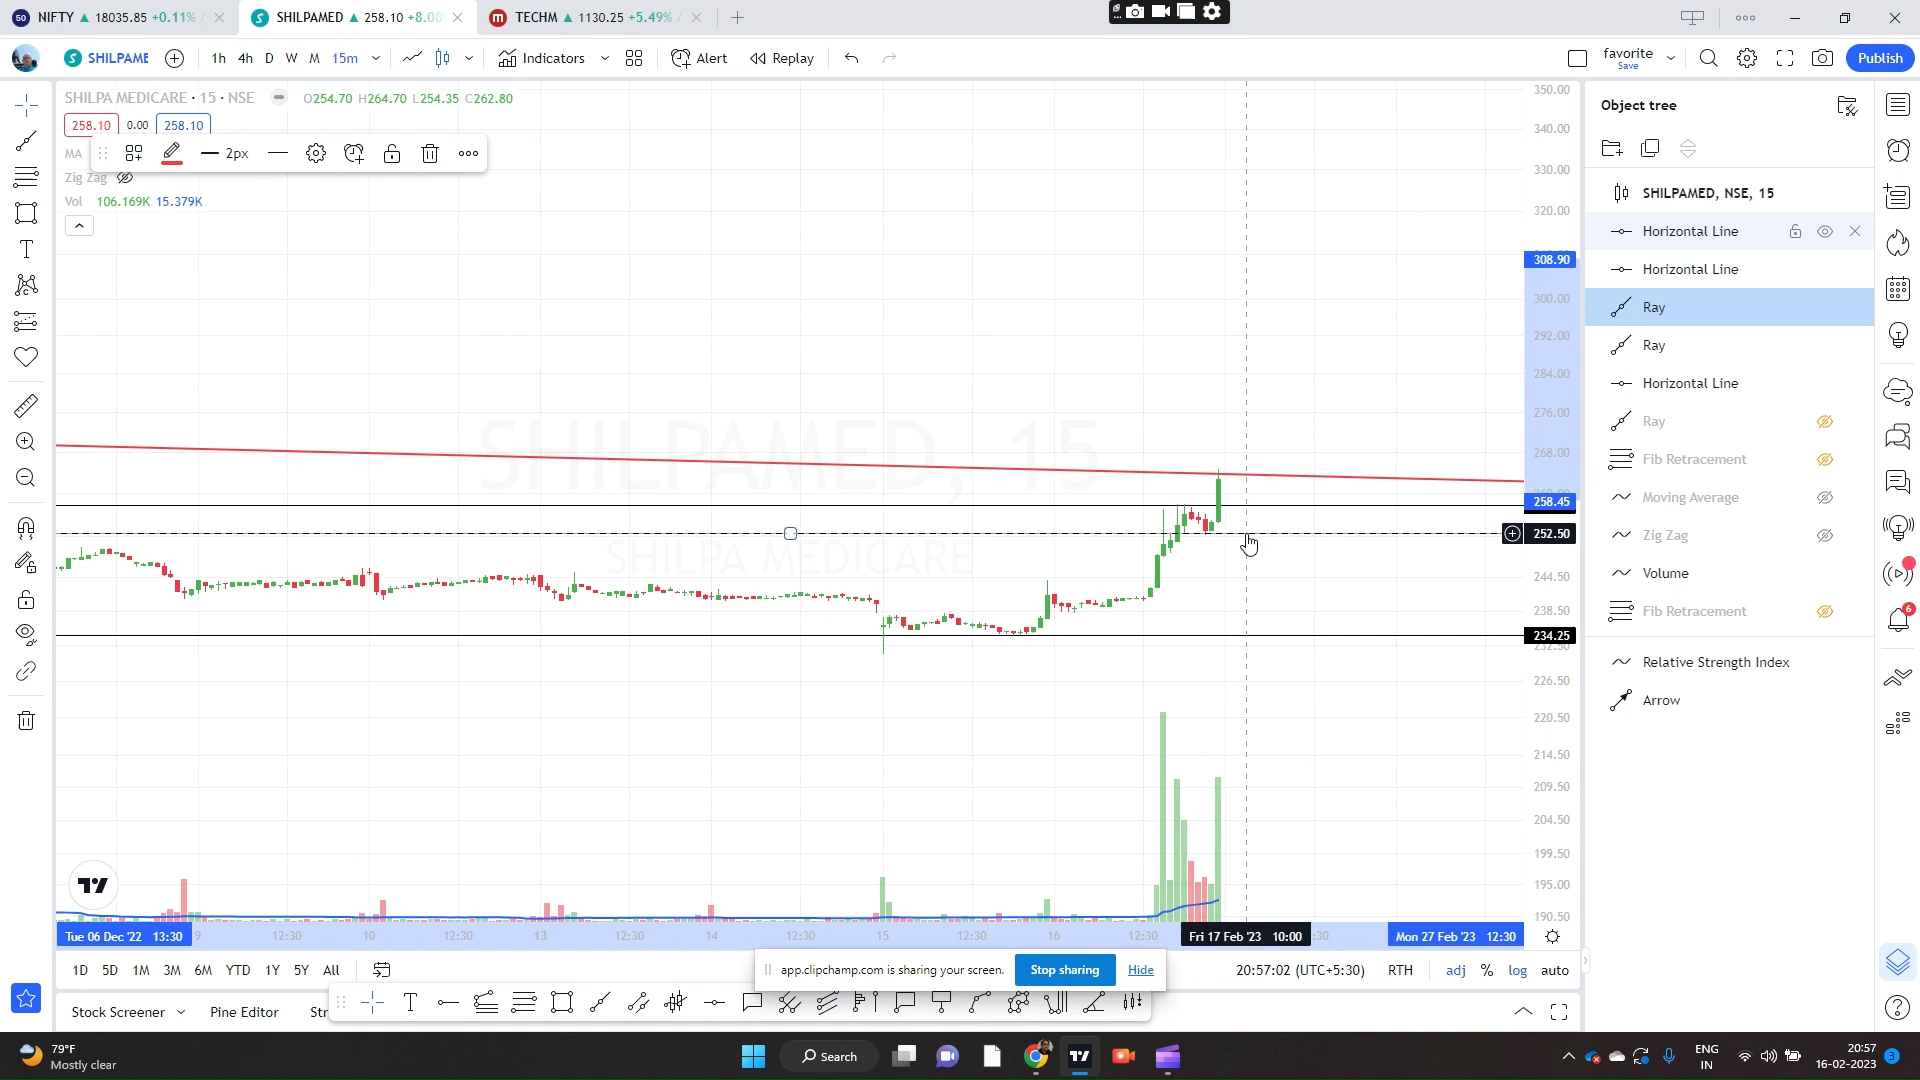 NIFTY ▲ 18035.85 +0.11% /
SHILPAMED ▲ 258.10 +8.08
TECHM ▲ 1130.25 +5.49% /
SHILPAME
1h 4h D W M 15m
Indicators
Alert
Replay
favorite
Save
Publish
SHILPA MEDICARE · 15 · NSE
O254.70 H264.70 L254.35 C262.80
258.10 0.00 258.10
MA
2px
Zig Zag
Vol 106.169K 15.379K
SHILPAMED, 15
SHILPA MEDICARE
350.00
340.00
330.00
320.00
308.90
300.00
292.00
284.00
276.00
268.00
258.45
252.50
244.50
238.50
234.25
232.50
226.50
220.50
214.50
209.50
204.50
199.50
195.00
190.50
Tue 06 Dec '22 13:30
9 12:30 10 12:30 13 12:30 14 12:30 15 12:30 16 12:30
Fri 17 Feb '23 10:00
:30
Mon 27 Feb '23 12:30
1D 5D 1M 3M 6M YTD 1Y 5Y All
app.clipchamp.com is sharing your screen.
Stop sharing
Hide
20:57:02 (UTC+5:30)
RTH
adj % log auto
Stock Screener
Pine Editor
Str
Object tree
SHILPAMED, NSE, 15
Horizontal Line
Horizontal Line
Ray
Ray
Horizontal Line
Ray
Fib Retracement
Moving Average
Zig Zag
Volume
Fib Retracement
Relative Strength Index
Arrow
6
79°F
Mostly clear
Search
ENG
IN
20:57
16-02-2023
3